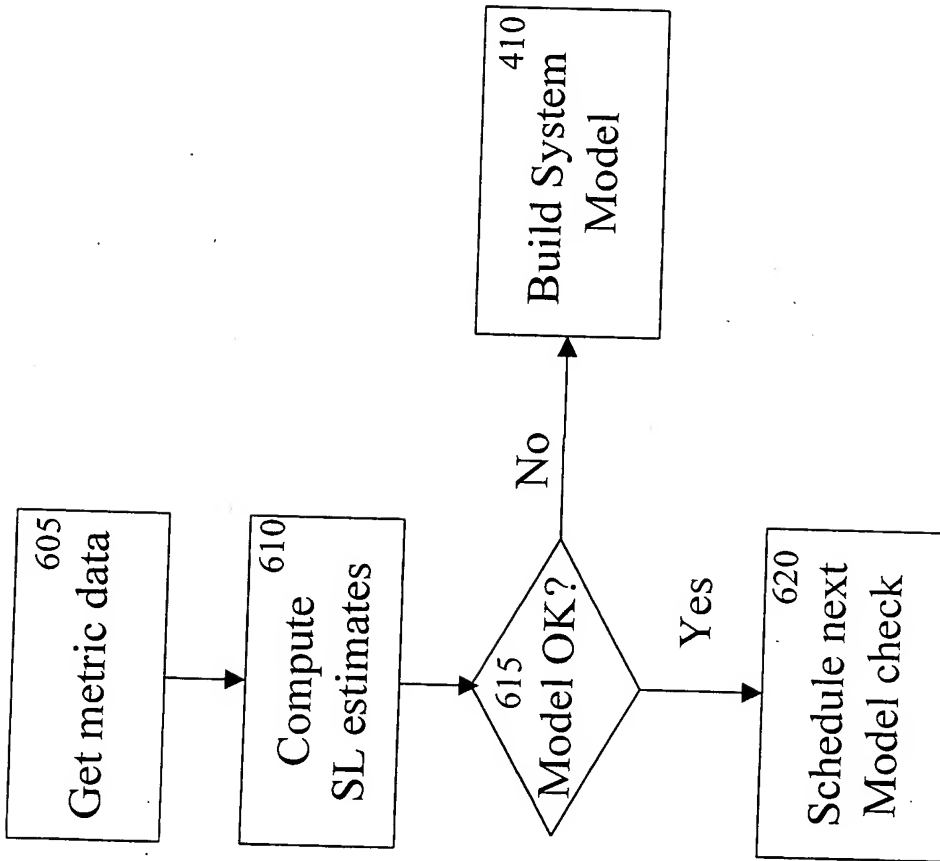 605
Get metric data
610
Compute
SL estimates
615
Model OK?
No
410
Build System
Model
Yes
620
Schedule next
Model check